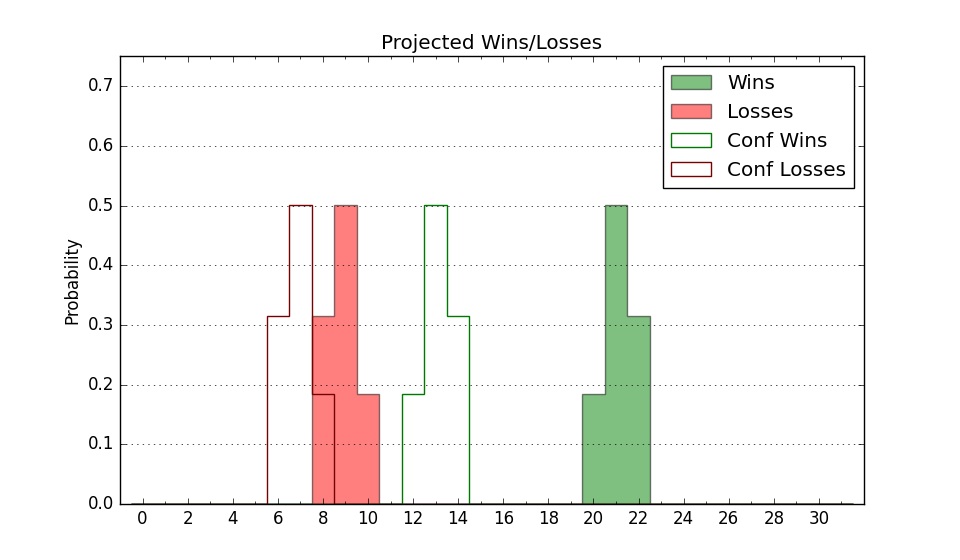 Projected Wins/Losses
Wins
Losses
Conf Wins
Conf Losses
Probability
0.7
0.6
0.5
0.4
0.3
0.2
0.1
0.0
0 2 4 6 8 10 12 14 16 18 20 22 24 26 28 30